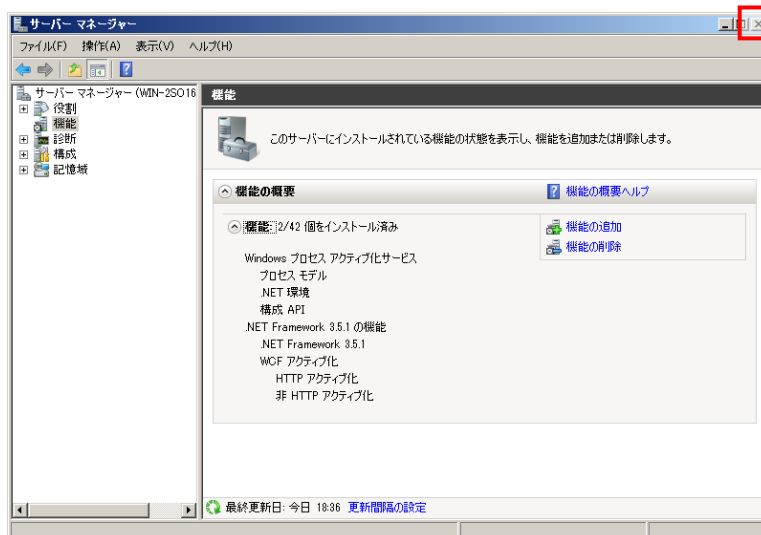 サーバー マネージャー
ファイル(F) 操作(A) 表示(V) ヘルプ(H)
サーバー マネージャー (WIN-2SO16
役割
機能
診断
構成
記憶域
機能
このサーバーにインストールされている機能の状態を表示し、機能を追加または削除します。
機能の概要
機能の概要ヘルプ
機能: 2/42 個をインストール済み
機能の追加
機能の削除
Windows プロセス アクティブ化サービス
プロセス モデル
.NET 環境
構成 API
.NET Framework 3.5.1 の機能
.NET Framework 3.5.1
WCF アクティブ化
HTTP アクティブ化
非 HTTP アクティブ化
最終更新日: 今日 18:36 更新間隔の設定